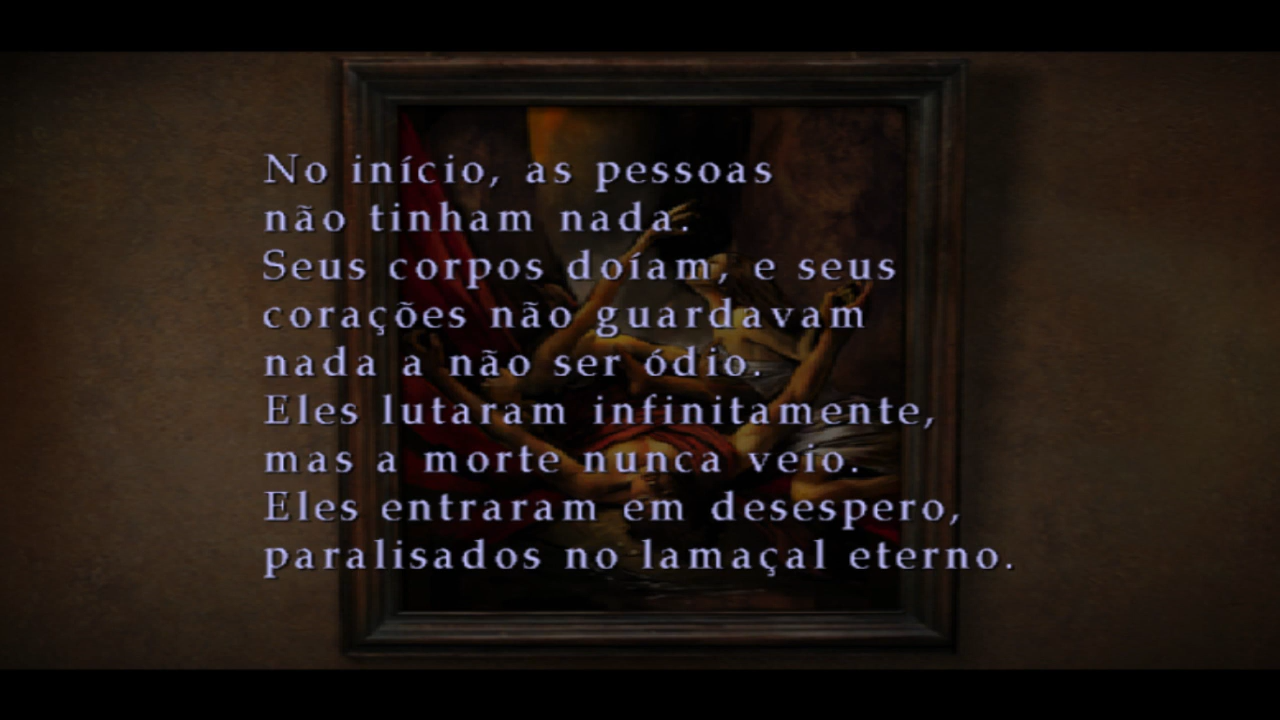 No início, as pessoas
não tinham nada.
Seus corpos doíam, e seus
corações não guardavam
nada a não ser ódio.
Eles lutaram infinitamente,
mas a morte nunca veio.
Eles entraram em desespero,
paralisados no lamaçal eterno.